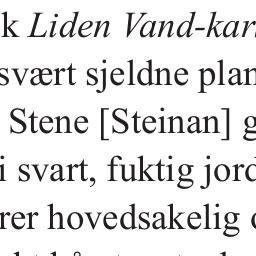 k Liden Vand-kar
svært sjeldne plan
Stene [Steinan] g
i svart, fuktig jord
rer hovedsakelig